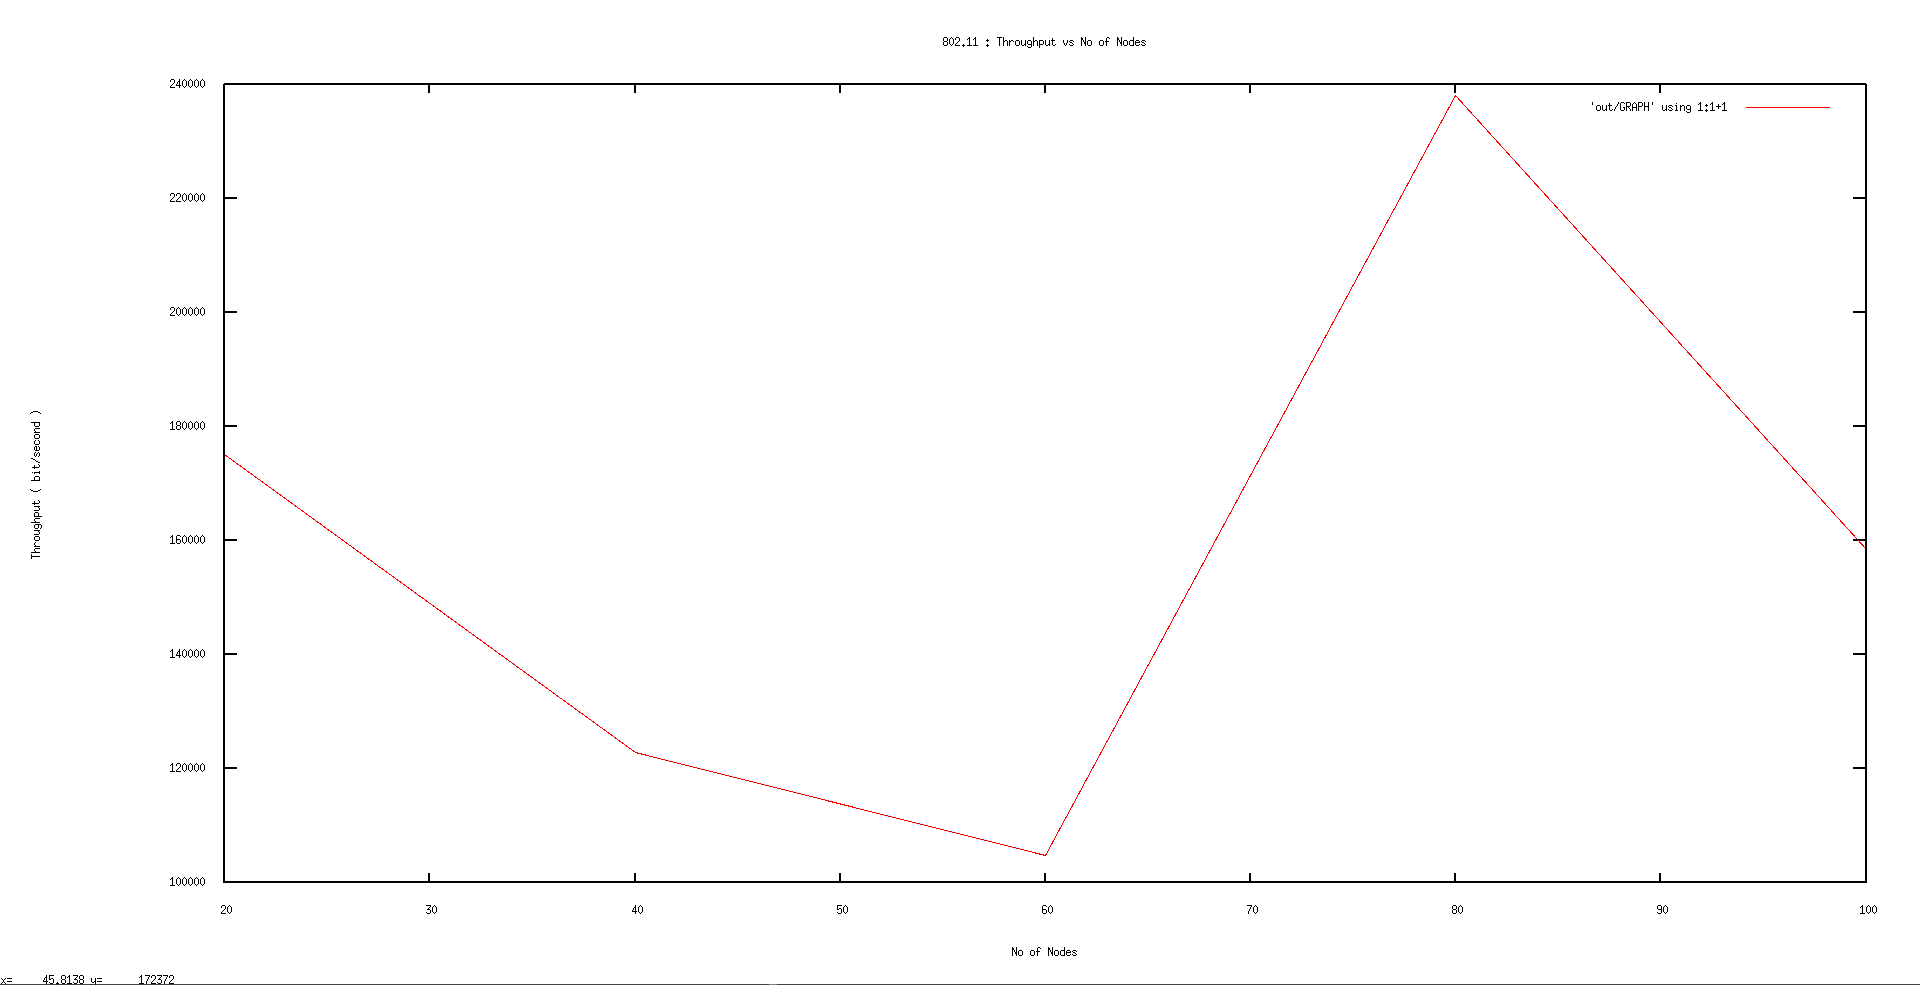 802.11 : Throughput vs No of Nodes
'out/GRAPH' using 1:1+1
240000
220000
200000
180000
160000
140000
120000
100000
Throughput ( bit/second )
20 30 40 50 60 70 80 90 100
No of Nodes
x= 45.8138 y= 172372